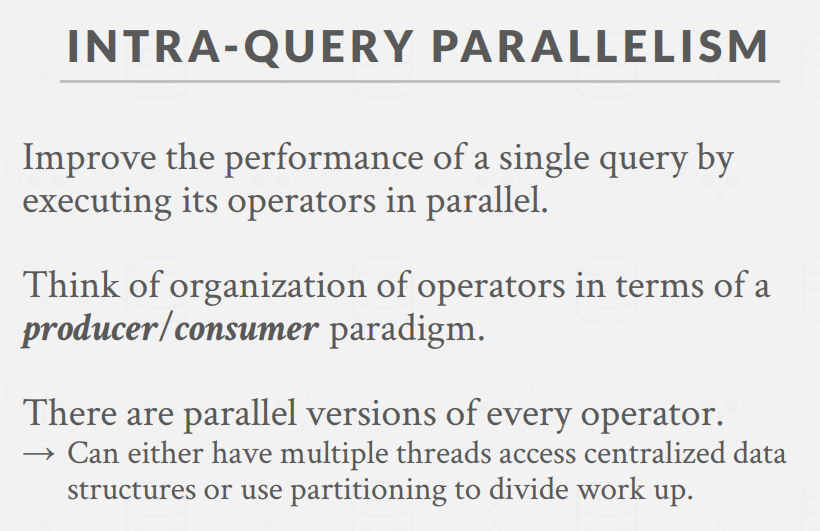 INTRA-QUERY PARALLELISM
Improve the performance of a single query by
executing its operators in parallel.
Think of organization of operators in terms of a
producer/consumer paradigm.
There are parallel versions of every operator.
→ Can either have multiple threads access centralized data
structures or use partitioning to divide work up.